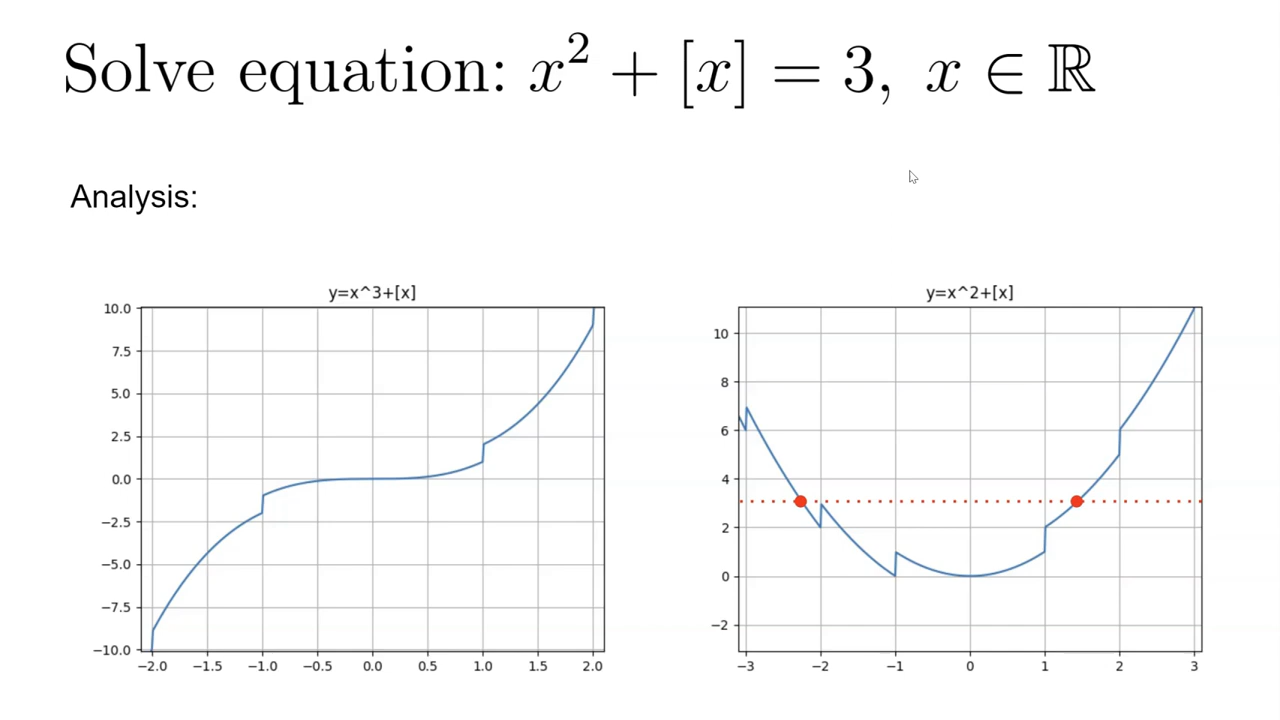 Solve equation: x² + [x] = 3, x ∈ ℝ
Analysis:
y=x^3+[x]
10.0
7.5
5.0
2.5
0.0
−2.5
−5.0
−7.5
−10.0
−2.0 −1.5 −1.0 −0.5 0.0 0.5 1.0 1.5 2.0
y=x^2+[x]
10
8
6
4
2
0
−2
−3 −2 −1 0 1 2 3